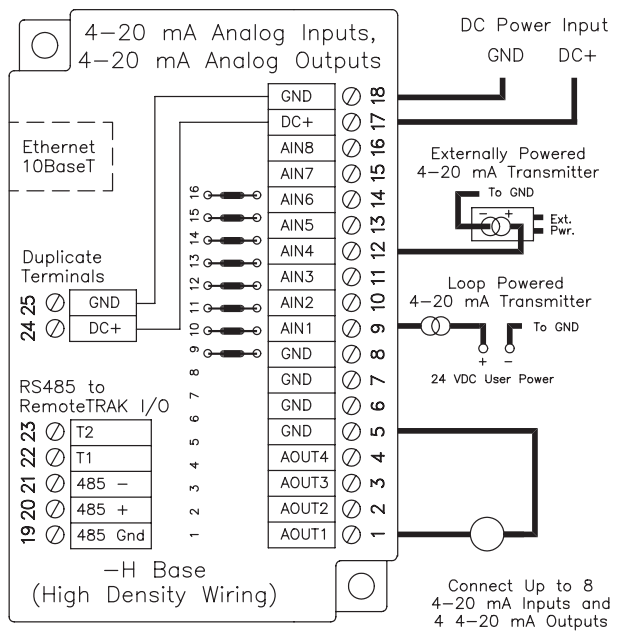 4-20 mA Analog Inputs,
4-20 mA Analog Outputs
DC Power Input
GND DC+
GND 18
DC+ 17
AIN8 16
AIN7 15
AIN6 14
AIN5 13
AIN4 12
AIN3 11
AIN2 10
AIN1 9
GND 8
GND 7
GND 6
GND 5
AOUT4 4
AOUT3 3
AOUT2 2
AOUT1 1
Ethernet
10BaseT
16
15
14
13
12
11
10
9
8
7
6
5
4
3
2
1
Duplicate
Terminals
25 GND
24 DC+
RS485 to
RemoteTRAK I/O
23 T2
22 T1
21 485 -
20 485 +
19 485 Gnd
-H Base
(High Density Wiring)
Externally Powered
4-20 mA Transmitter
To GND
- +
Ext.
Pwr.
Loop Powered
4-20 mA Transmitter
To GND
+ -
24 VDC User Power
Connect Up to 8
4-20 mA Inputs and
4 4-20 mA Outputs